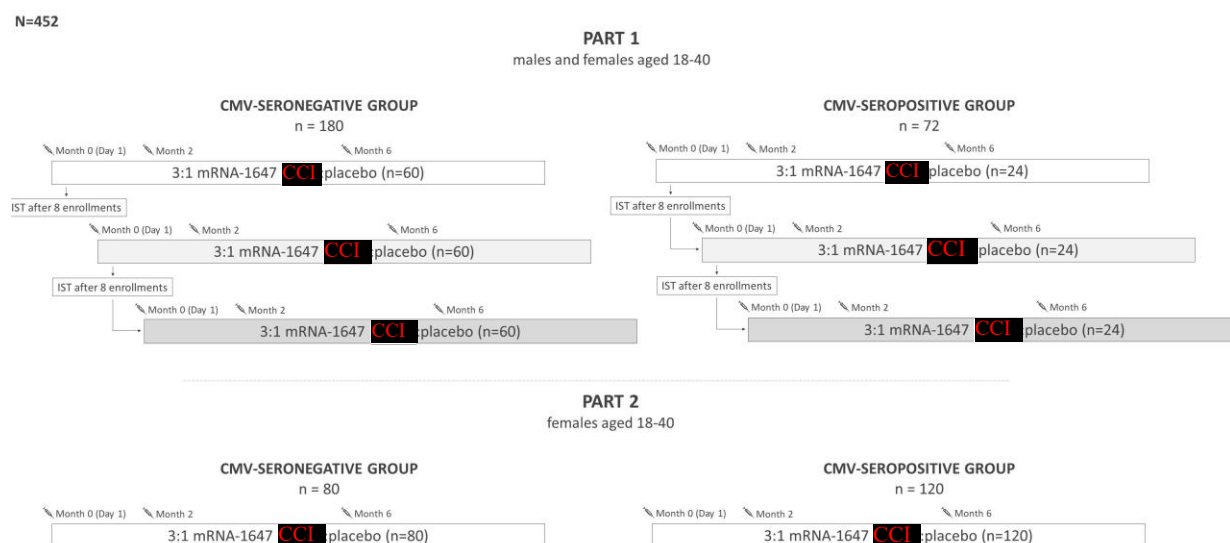 N=452
PART 1
males and females aged 18-40
CMV-SERONEGATIVE GROUP
n = 180
Month 0 (Day 1) Month 2 Month 6
3:1 mRNA-1647 CCI :placebo (n=60)
IST after 8 enrollments
Month 0 (Day 1) Month 2 Month 6
3:1 mRNA-1647 CCI :placebo (n=60)
IST after 8 enrollments
Month 0 (Day 1) Month 2 Month 6
3:1 mRNA-1647 CCI :placebo (n=60)
CMV-SEROPOSITIVE GROUP
n = 72
Month 0 (Day 1) Month 2 Month 6
3:1 mRNA-1647 CCI placebo (n=24)
IST after 8 enrollments
Month 0 (Day 1) Month 2 Month 6
3:1 mRNA-1647 CCI placebo (n=24)
IST after 8 enrollments
Month 0 (Day 1) Month 2 Month 6
3:1 mRNA-1647 CCI :placebo (n=24)
PART 2
females aged 18-40
CMV-SERONEGATIVE GROUP
n = 80
Month 0 (Day 1) Month 2 Month 6
3:1 mRNA-1647 CCI :placebo (n=80)
CMV-SEROPOSITIVE GROUP
n = 120
Month 0 (Day 1) Month 2 Month 6
3:1 mRNA-1647 CCI :placebo (n=120)